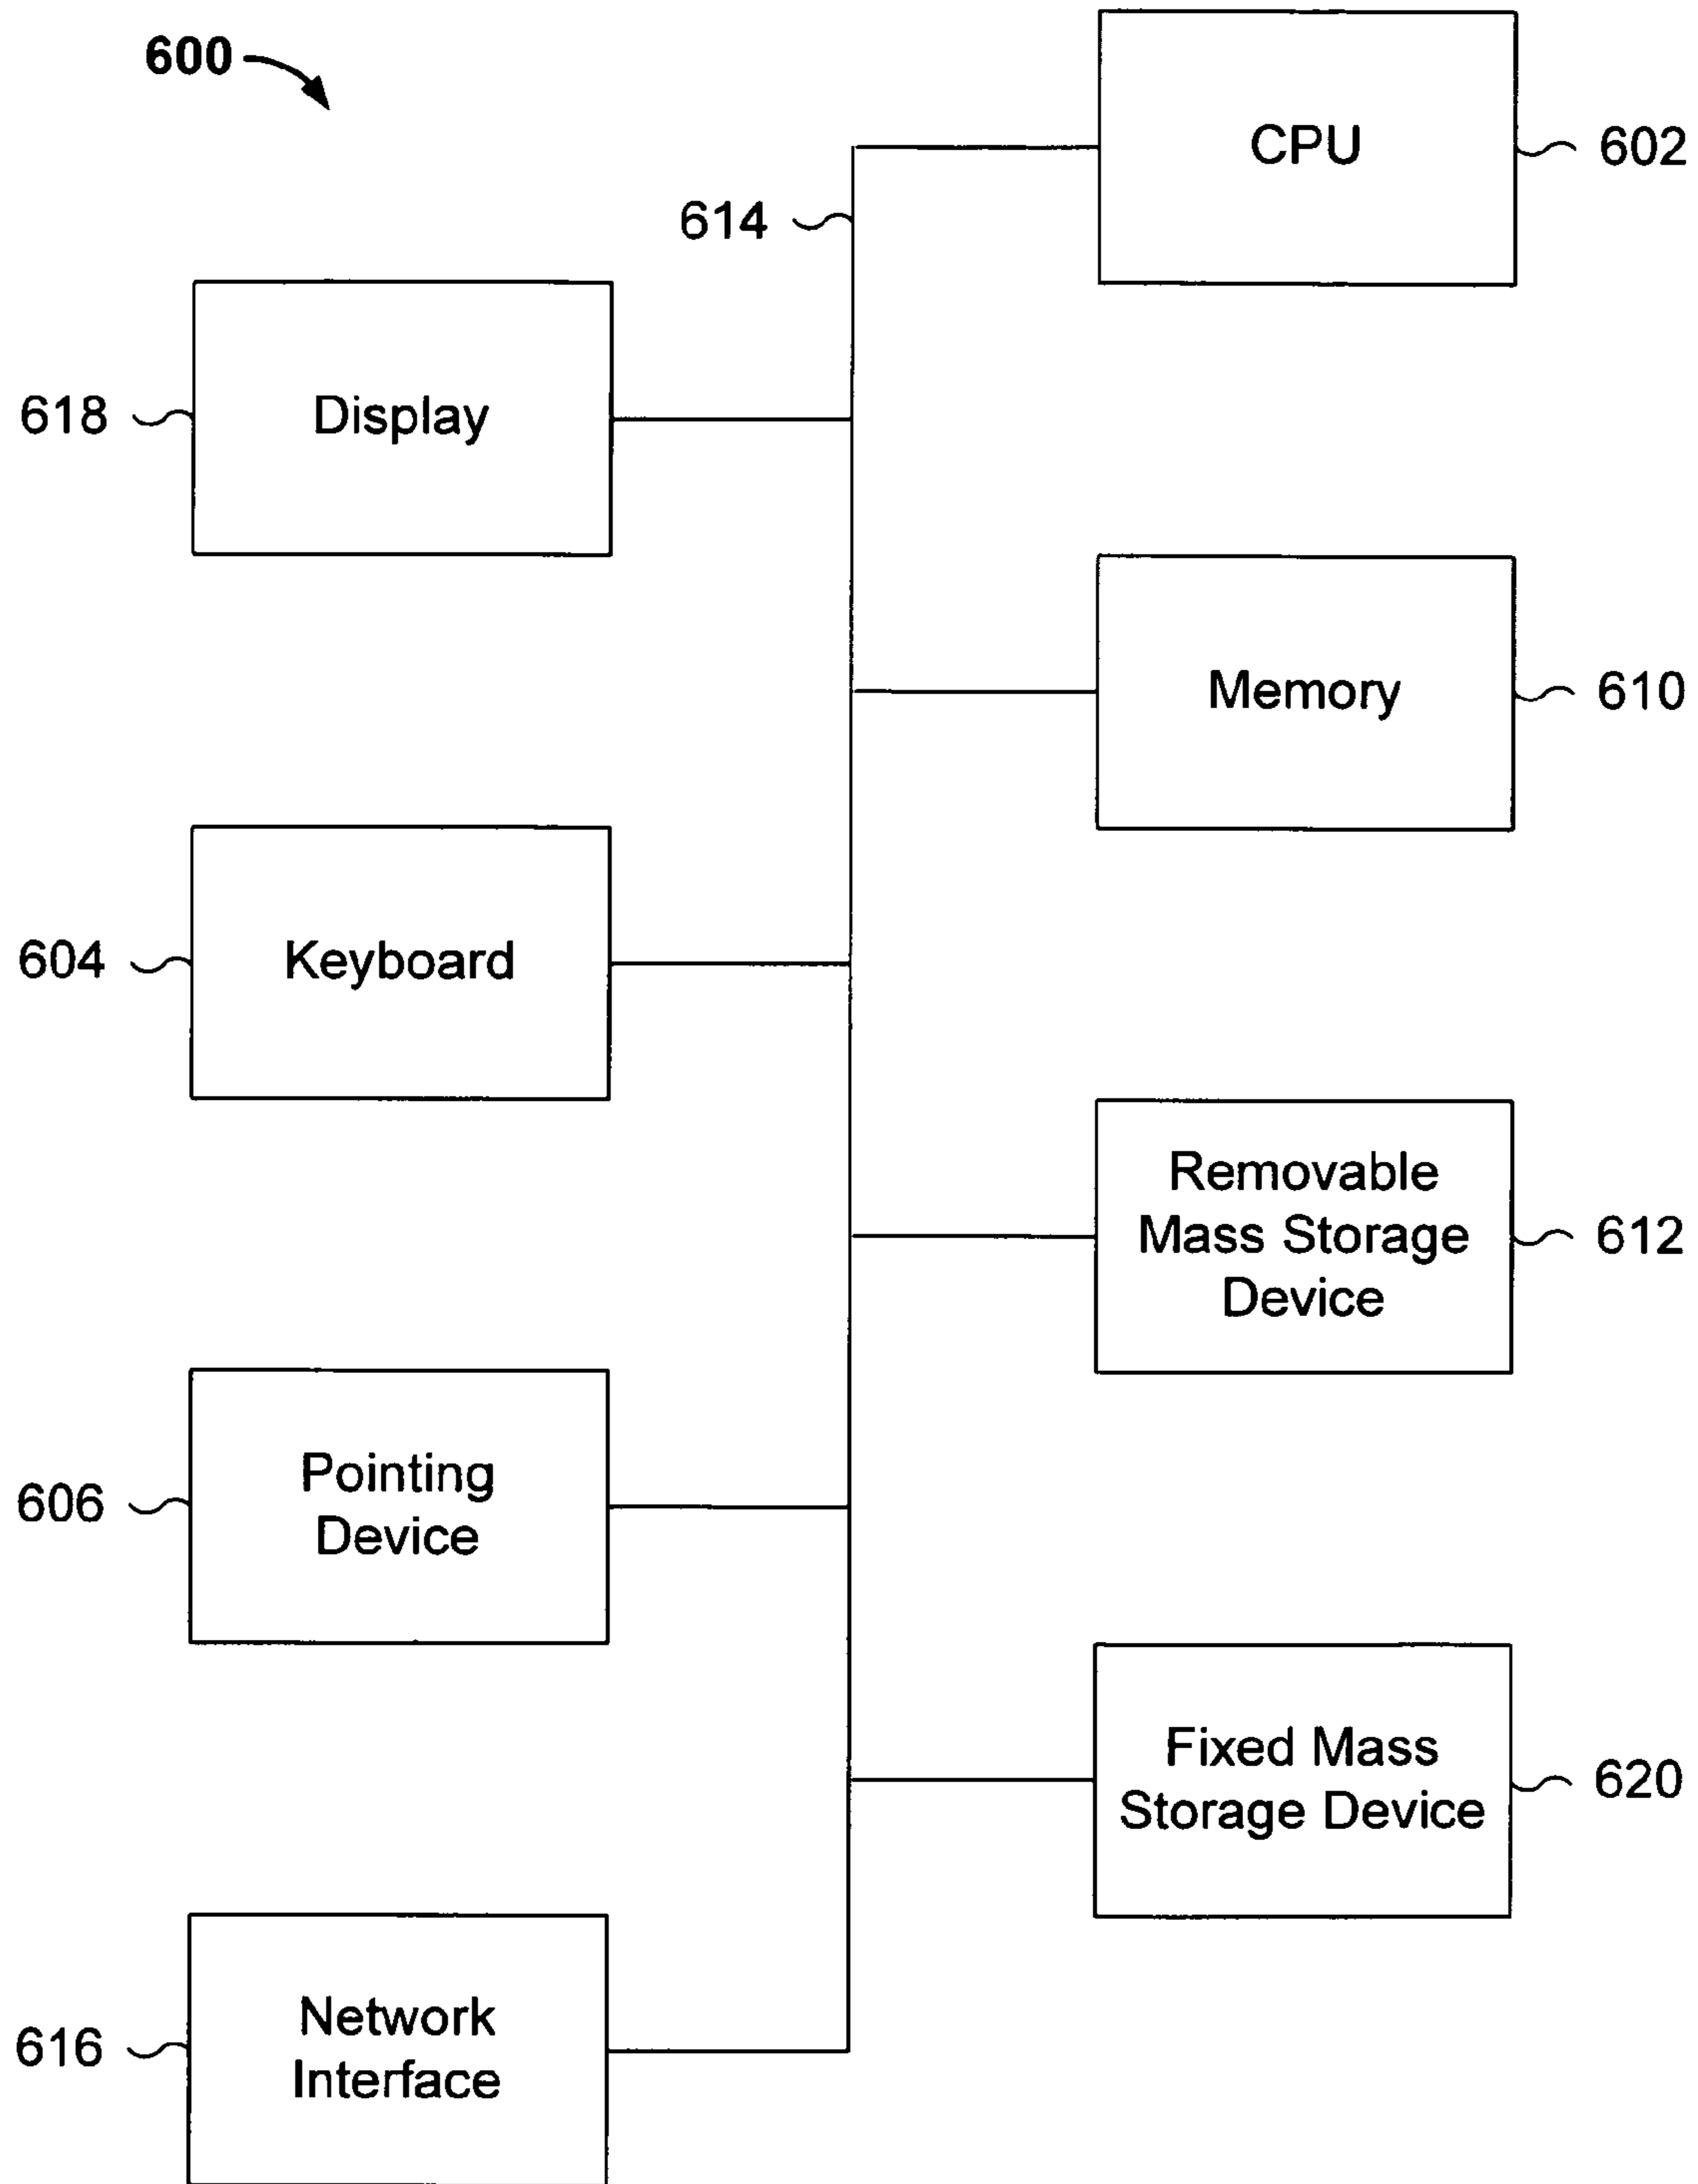 600
CPU
602
614
618
Display
Memory
610
604
Keyboard
Removable
Mass Storage
Device
612
606
Pointing
Device
Fixed Mass
Storage Device
620
616
Network
Interface